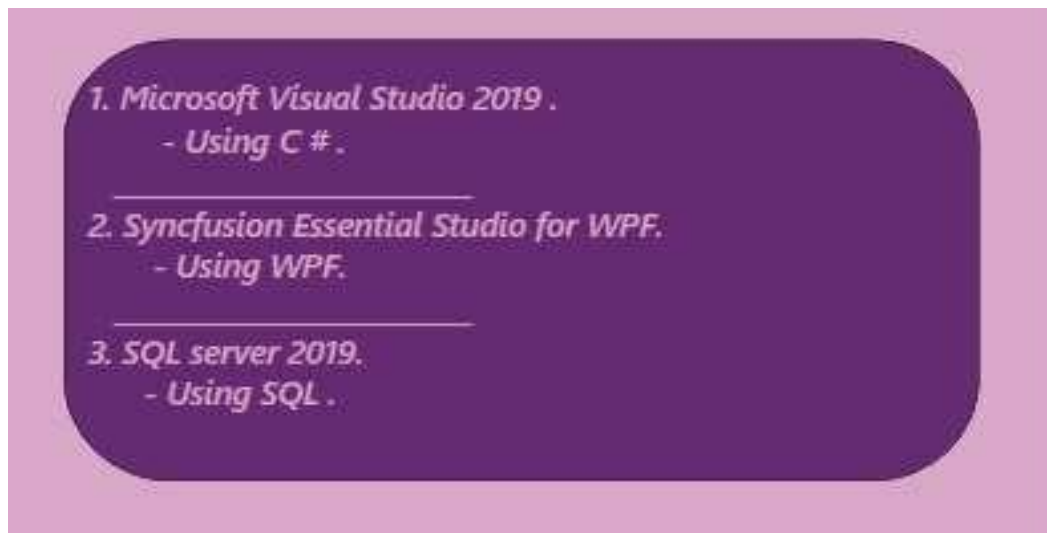 1. Microsoft Visual Studio 2019 .
- Using C # .
2. Syncfusion Essential Studio for WPF.
- Using WPF.
3. SQL server 2019.
- Using SQL .